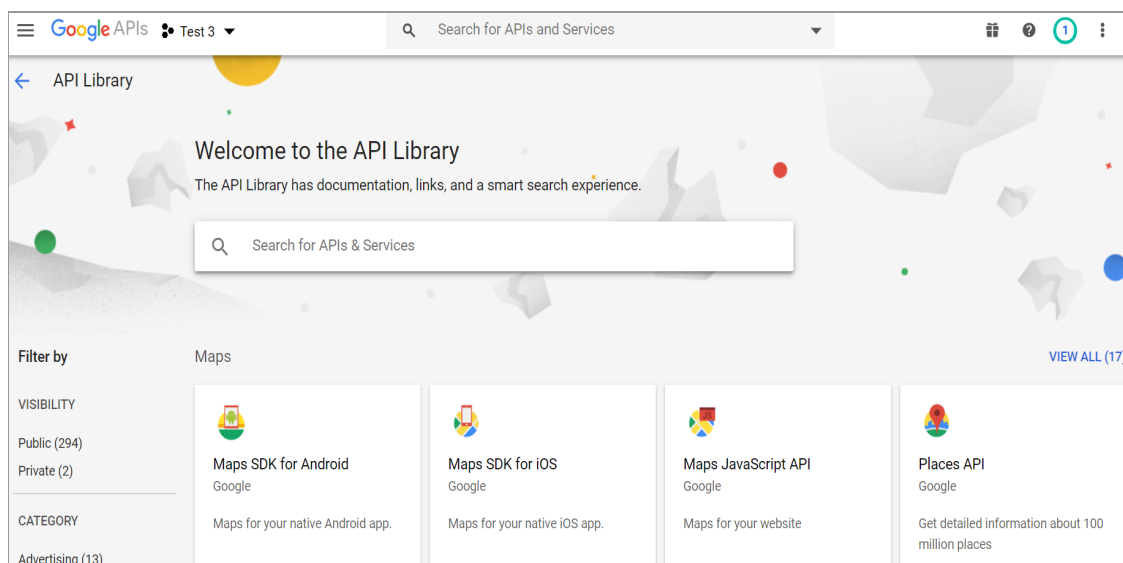 Google APIs Test 3 Search for APIs and Services 1
API Library
Welcome to the API Library
The API Library has documentation, links, and a smart search experience.
Search for APIs & Services
Filter by
VISIBILITY
Public (294)
Private (2)
CATEGORY
Advertising (13)
Maps
VIEW ALL (17)
Maps SDK for Android
Google
Maps for your native Android app.
Maps SDK for iOS
Google
Maps for your native iOS app.
JS
Maps JavaScript API
Google
Maps for your website
Places API
Google
Get detailed information about 100
million places